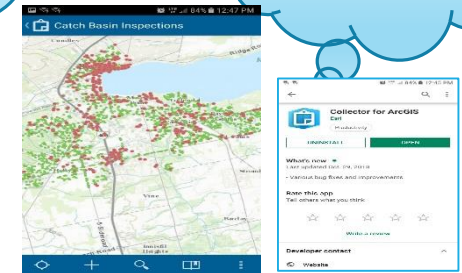 84% 12:47 PM
Catch Basin Inspections
Vine
Collector for ArcGIS
Esri
Productivity
UNINSTALL
OPEN
What's new
Last updated Oct 29, 2018
- Various bug fixes and improvements
Rate this app
Tell others what you think
Write a review
Developer contact
Website